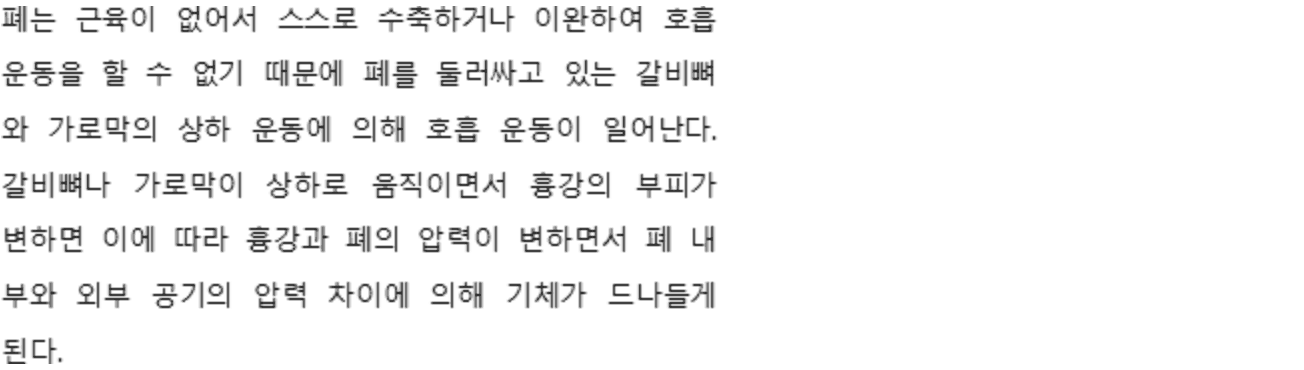 폐는 근육이 없어서 스스로 수축하거나 이완하여 호흡
운동을 할 수 없기 때문에 폐를 둘러싸고 있는 갈비뼈
와 가로막의 상하 운동에 의해 호흡 운동이 일어난다.
갈비뼈나 가로막이 상하로 움직이면서 흉강의 부피가
변하면 이에 따라 흉강과 폐의 압력이 변하면서 폐 내
부와 외부 공기의 압력 차이에 의해 기체가 드나들게
된다.